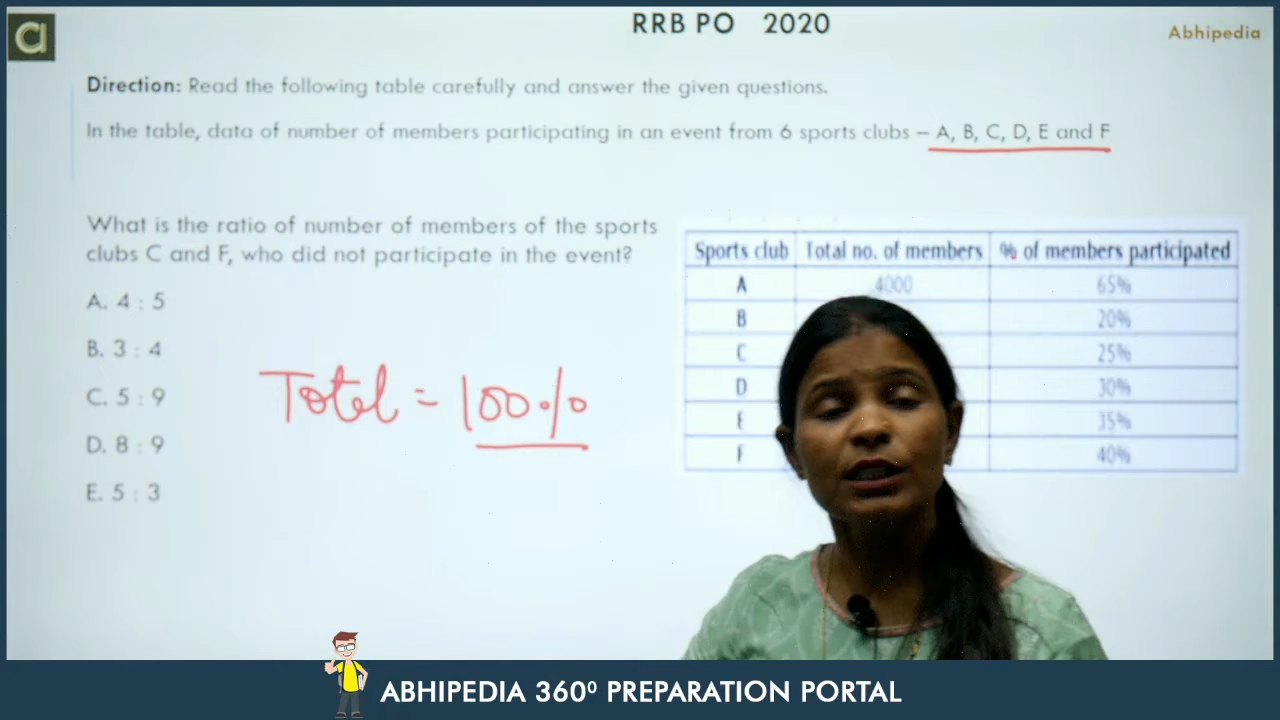 a
RRB PO 2020
Abhipedia
Direction: Read the following table carefully and answer the given questions.
In the table, data of number of members participating in an event from 6 sports clubs – A, B, C, D, E and F
What is the ratio of number of members of the sports
clubs C and F, who did not participate in the event?
A. 4 : 5
B. 3 : 4
C. 5 : 9
D. 8 : 9
E. 5 : 3
Total = 100%
Sports club Total no. of members % of members participated
A 4000 65%
B 20%
C 25%
D 30%
E 35%
F 40%
ABHIPEDIA 360⁰ PREPARATION PORTAL